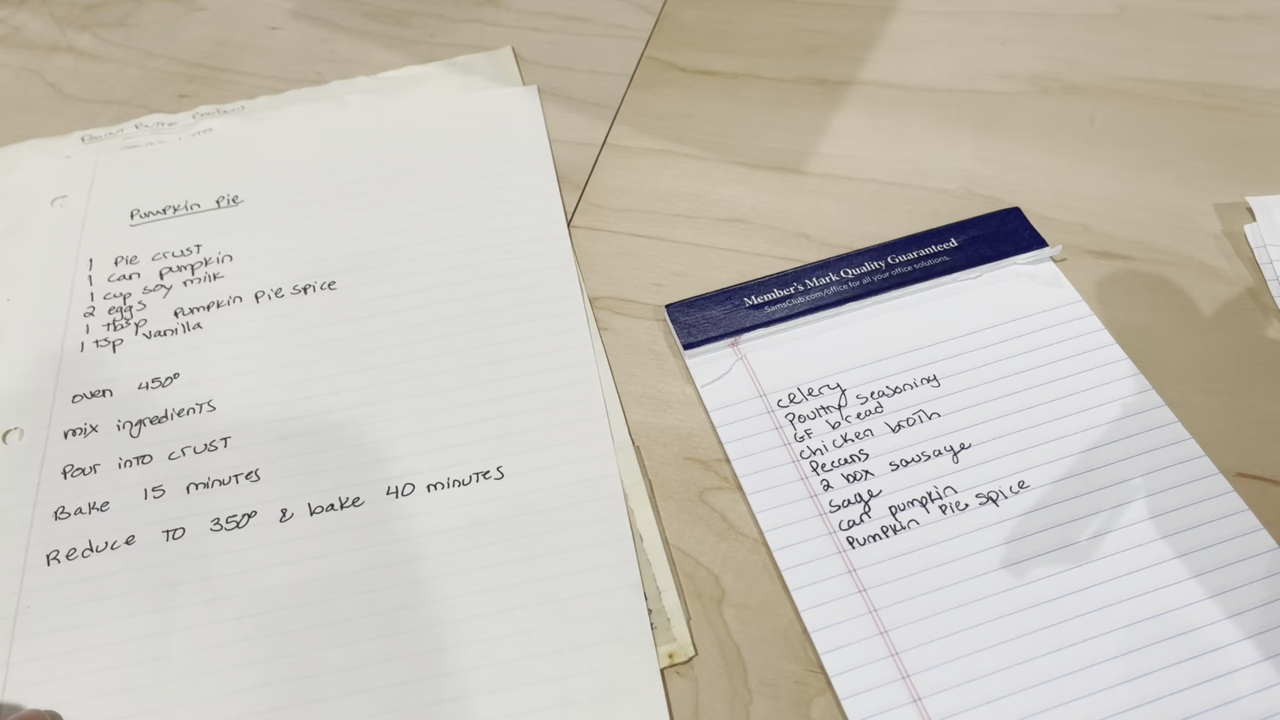 Pumpkin Pie
1 Pie crust
1 can pumpkin
1 cup soy milk
2 eggs
1 tbsp pumpkin pie spice
1 tsp vanilla
oven 450°
mix ingredients
Pour into crust
Bake 15 minutes
Reduce to 350° & bake 40 minutes
Member's Mark Quality Guaranteed
SamsClub.com/office for all your office solutions.
celery
Poultry seasoning
GF bread
chicken broth
Pecans
2 box sausage
sage
can pumpkin
Pumpkin Pie Spice